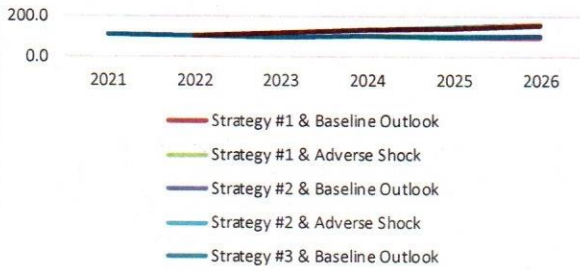 200.0
0.0
2021 2022 2023 2024 2025 2026
Strategy #1 & Baseline Outlook
Strategy #1 & Adverse Shock
Strategy #2 & Baseline Outlook
Strategy #2 & Adverse Shock
Strategy #3 & Baseline Outlook